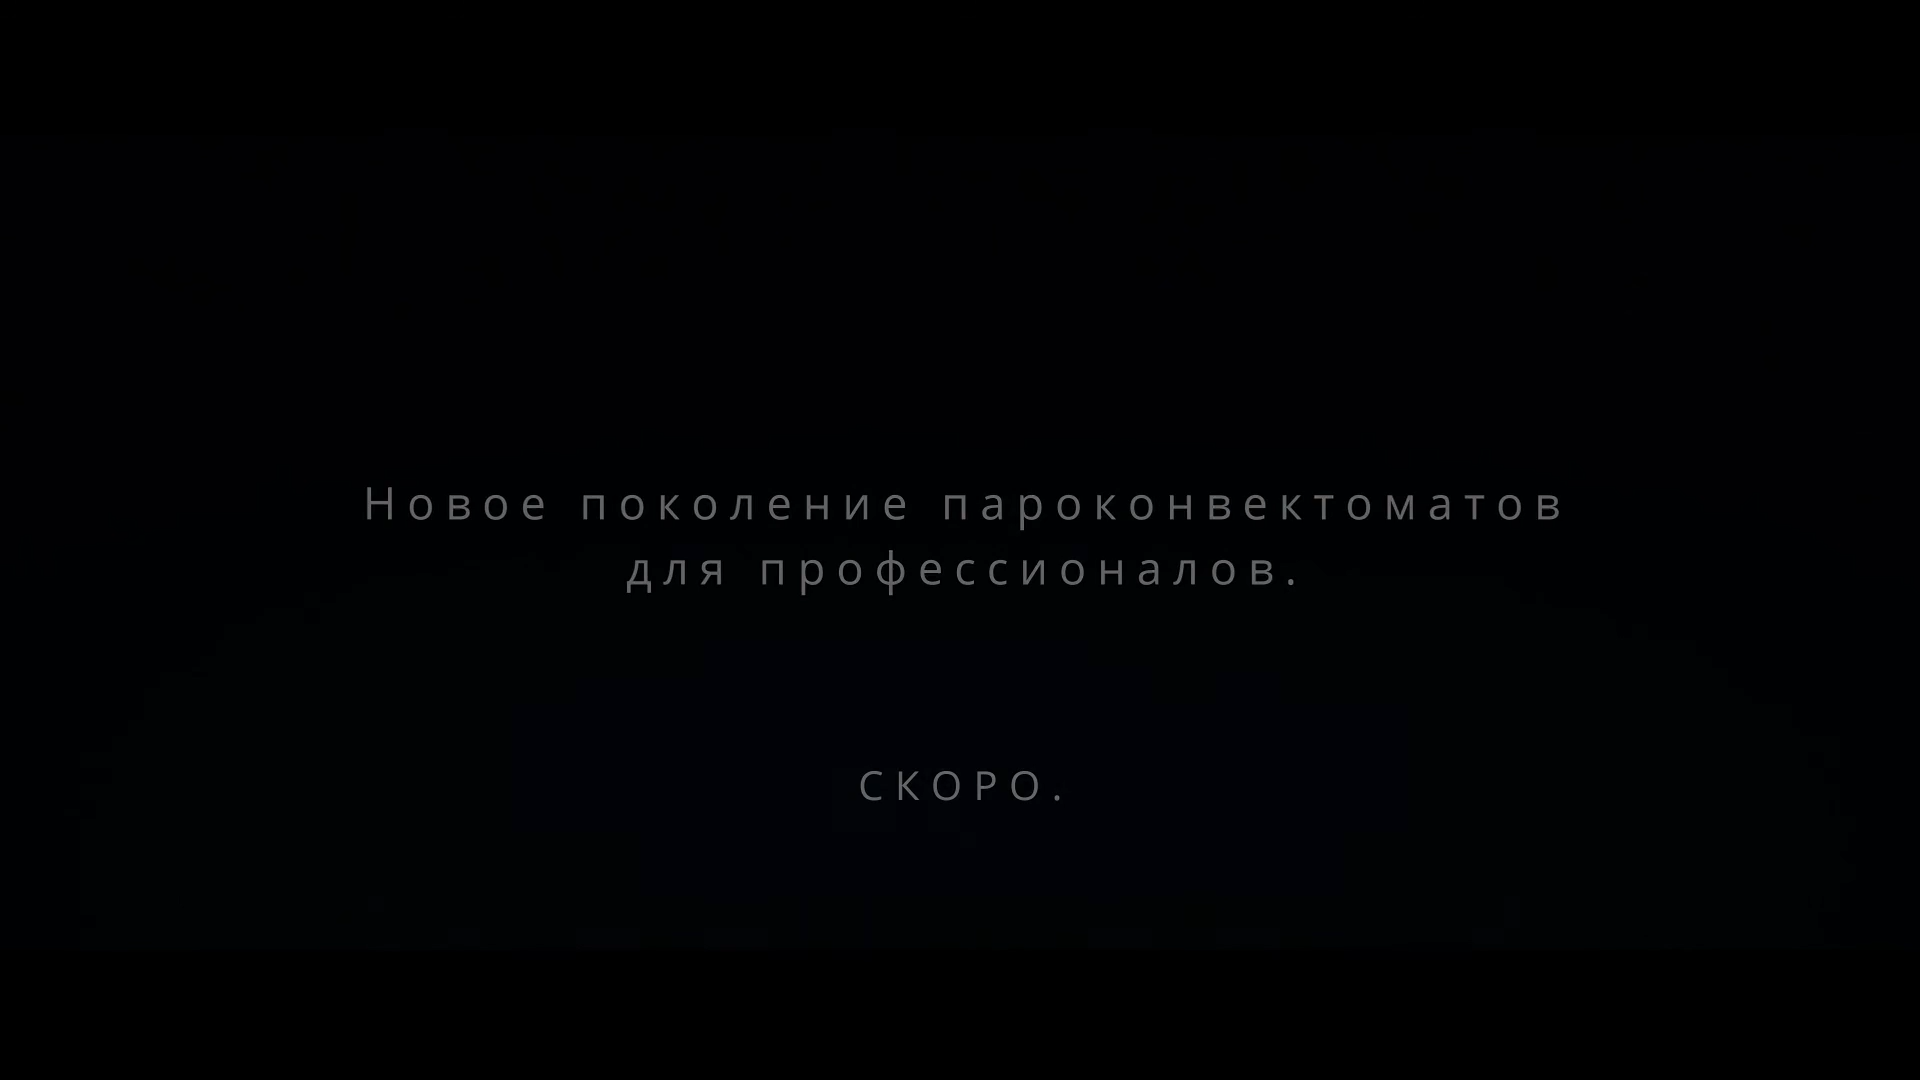 Новое поколение пароконвектоматов
для профессионалов.
СКОРО.